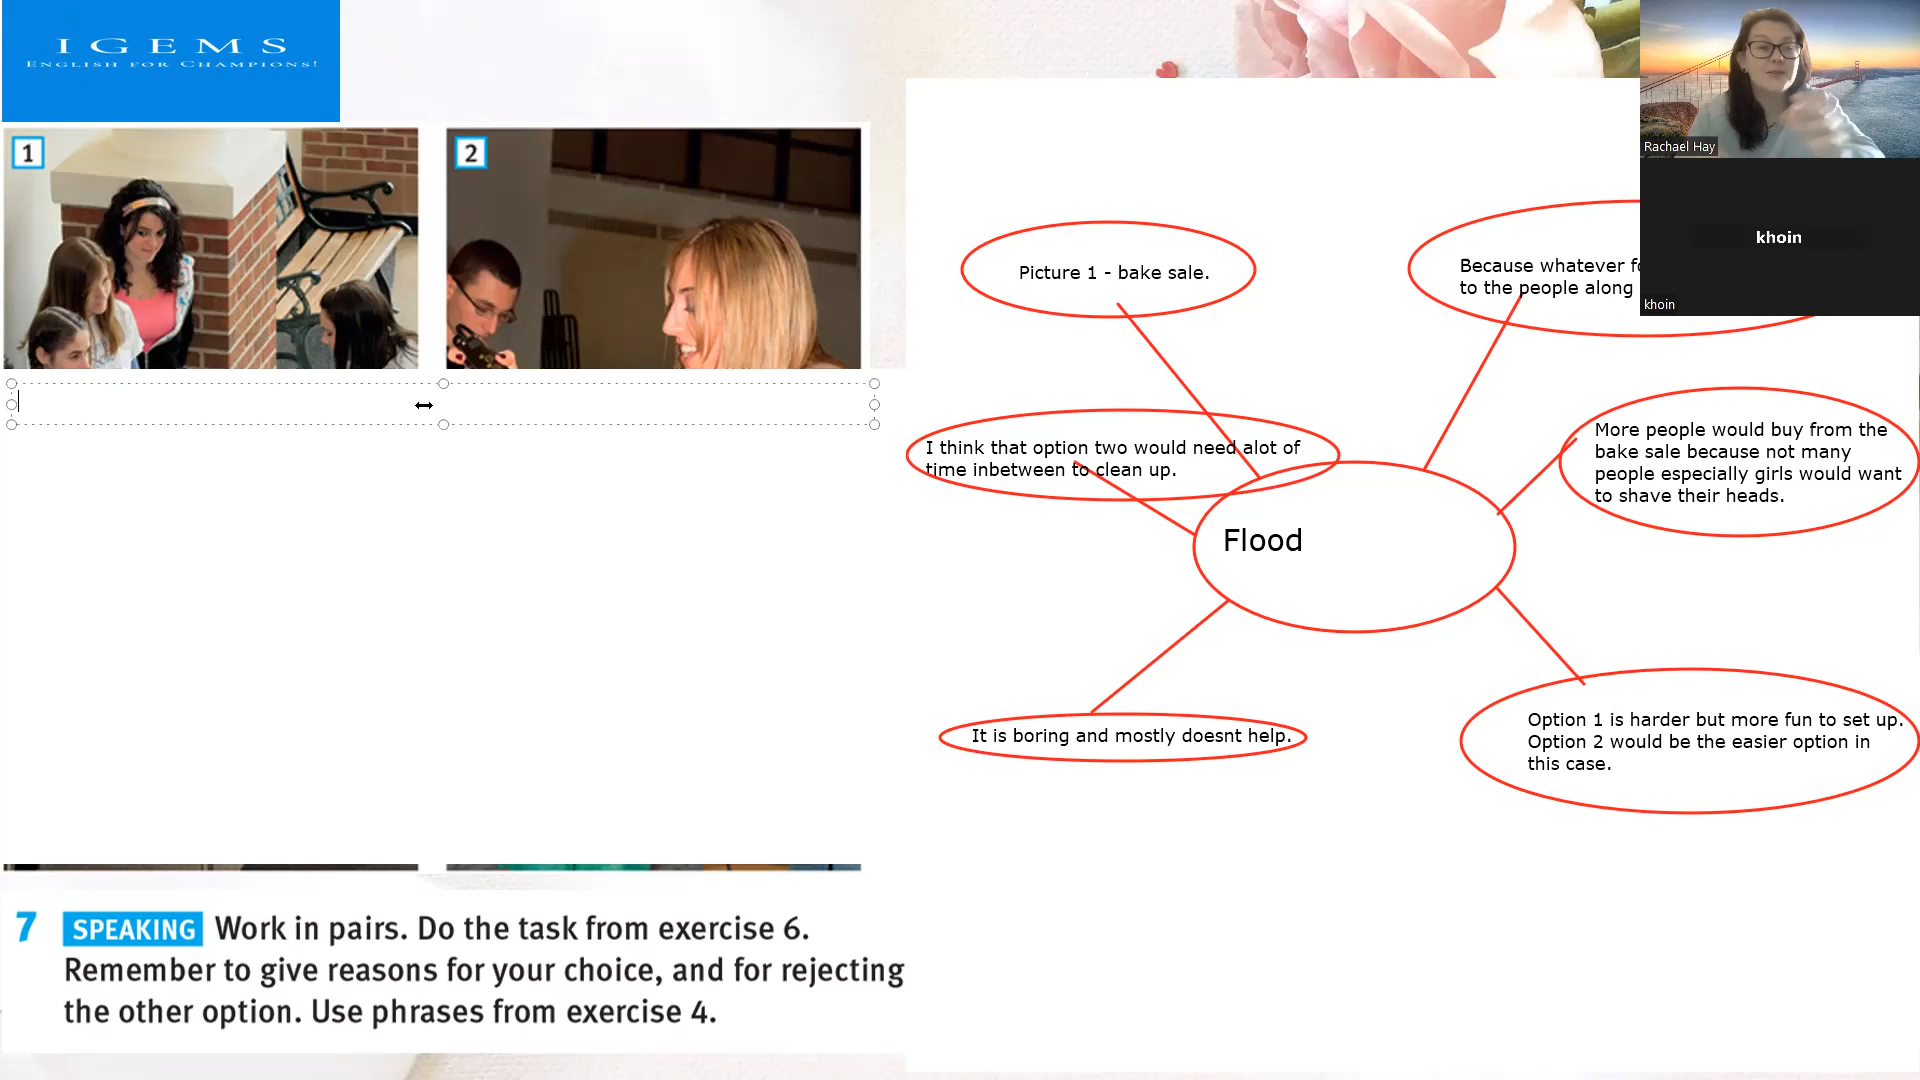 IGEMS
ENGLISH FOR CHAMPIONS!
1
2
7 SPEAKING Work in pairs. Do the task from exercise 6.
Remember to give reasons for your choice, and for rejecting
the other option. Use phrases from exercise 4.
Picture 1 - bake sale.
Because whatever
to the people along
I think that option two would need alot of
time inbetween to clean up.
More people would buy from the
bake sale because not many
people especially girls would want
to shave their heads.
Flood
It is boring and mostly doesnt help.
Option 1 is harder but more fun to set up.
Option 2 would be the easier option in
this case.
Rachael Hay
khoin
khoin